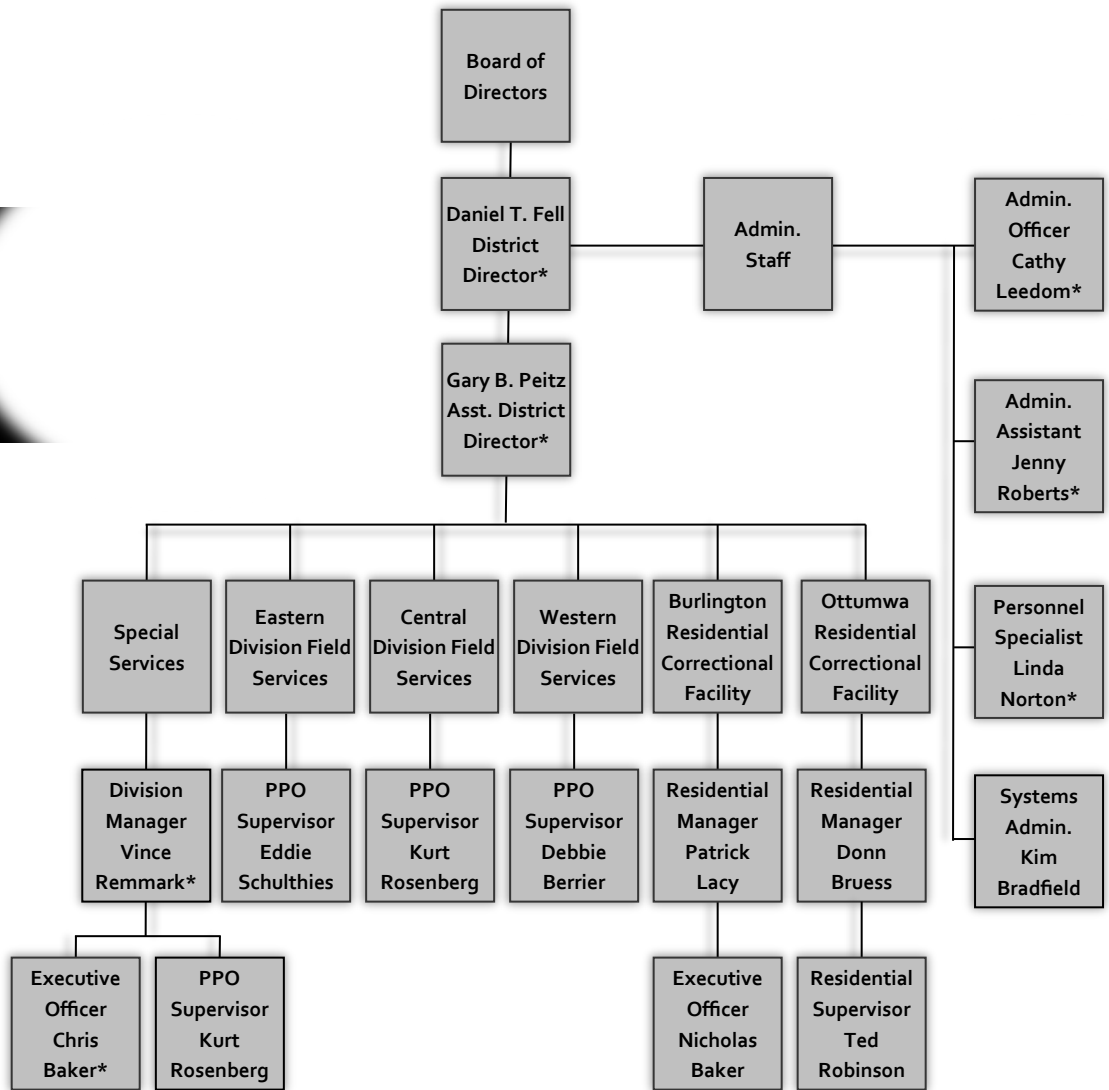 Board of
Directors
Daniel T. Fell
District
Director*
Admin.
Staff
Admin.
Officer
Cathy
Leedom*
Gary B. Peitz
Asst. District
Director*
Admin.
Assistant
Jenny
Roberts*
Personnel
Specialist
Linda
Norton*
Systems
Admin.
Kim
Bradfield
Special
Services
Eastern
Division Field
Services
Central
Division Field
Services
Western
Division Field
Services
Burlington
Residential
Correctional
Facility
Ottumwa
Residential
Correctional
Facility
Division
Manager
Vince
Remmark*
PPO
Supervisor
Eddie
Schulthies
PPO
Supervisor
Kurt
Rosenberg
PPO
Supervisor
Debbie
Berrier
Residential
Manager
Patrick
Lacy
Residential
Manager
Donn
Bruess
Executive
Officer
Chris
Baker*
PPO
Supervisor
Kurt
Rosenberg
Executive
Officer
Nicholas
Baker
Residential
Supervisor
Ted
Robinson